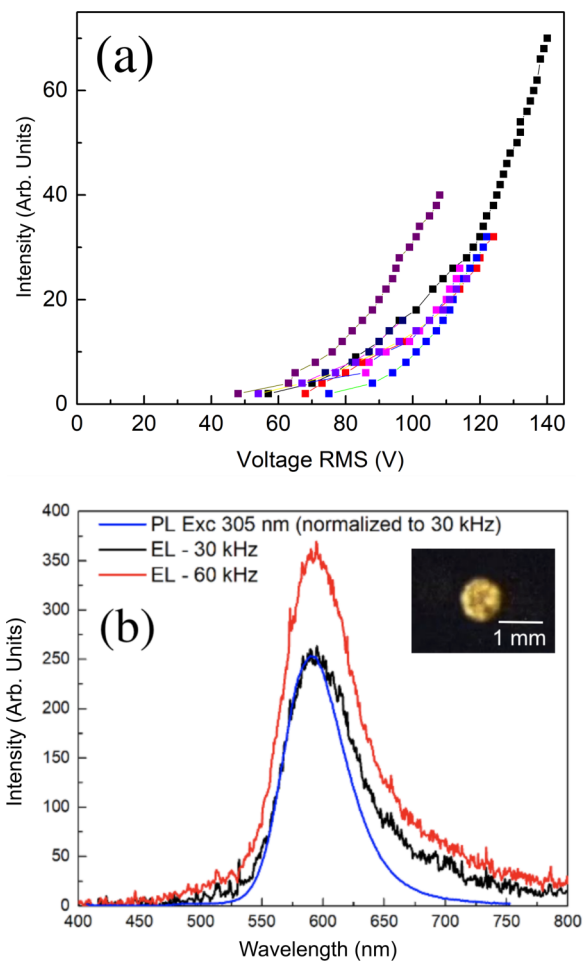 (a)
Intensity (Arb. Units)
60
40
20
0
0 20 40 60 80 100 120 140
Voltage RMS (V)
400
350
300
250
200
150
100
50
0
PL Exc 305 nm (normalized to 30 kHz)
EL - 30 kHz
EL - 60 kHz
(b)
1 mm
Intensity (Arb. Units)
400 450 500 550 600 650 700 750 800
Wavelength (nm)